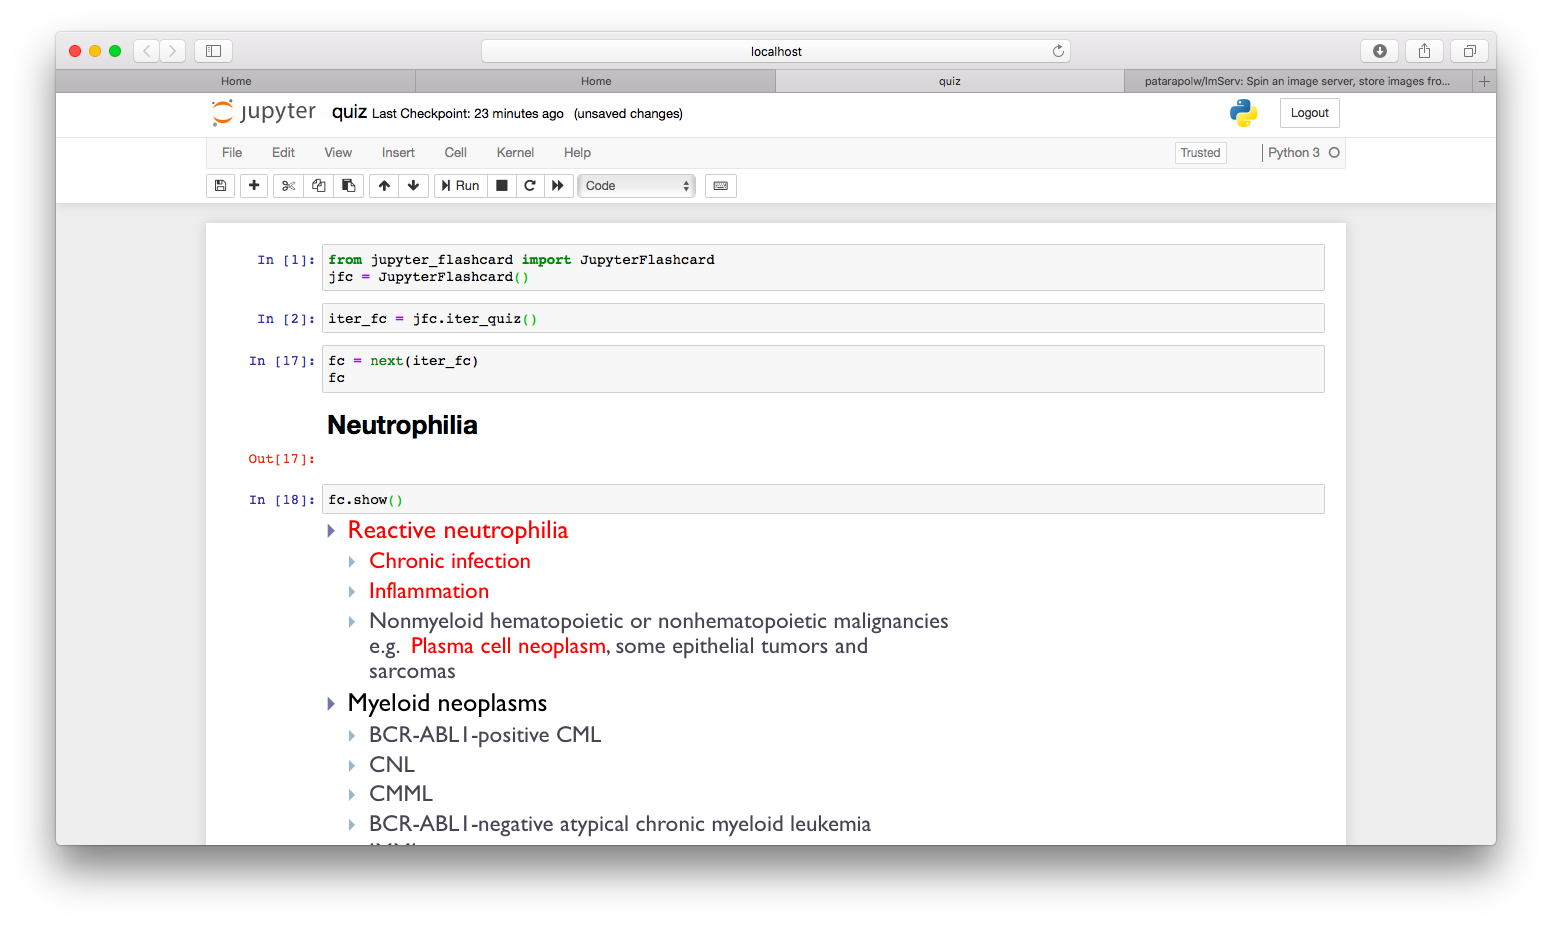 localhost
Home
Home
quiz
patarapolw/ImServ: Spin an image server, store images fro...
jupyter quiz Last Checkpoint: 23 minutes ago (unsaved changes)
Logout
File Edit View Insert Cell Kernel Help
Trusted
Python 3
Run
Code
In [1]: from jupyter_flashcard import JupyterFlashcard
jfc = JupyterFlashcard()
In [2]: iter_fc = jfc.iter_quiz()
In [17]: fc = next(iter_fc)
fc
Neutrophilia
Out[17]:
In [18]: fc.show()
Reactive neutrophilia
Chronic infection
Inflammation
Nonmyeloid hematopoietic or nonhematopoietic malignancies
e.g. Plasma cell neoplasm, some epithelial tumors and
sarcomas
Myeloid neoplasms
BCR-ABL1-positive CML
CNL
CMML
BCR-ABL1-negative atypical chronic myeloid leukemia